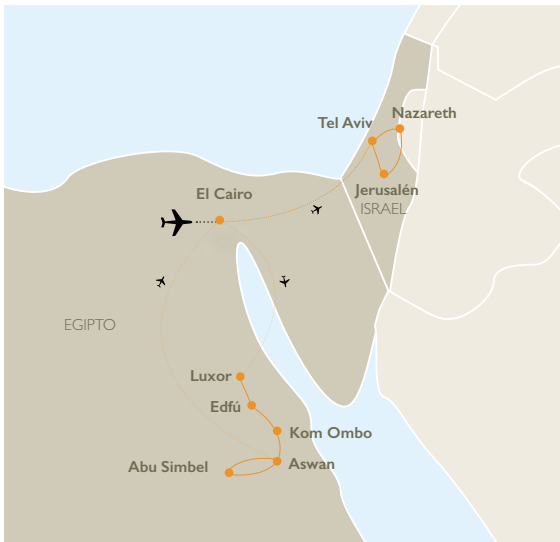 Nazareth
Tel Aviv
Jerusalén
ISRAEL
El Cairo
EGIPTO
Luxor
Edfú
Kom Ombo
Abu Simbel
Aswan